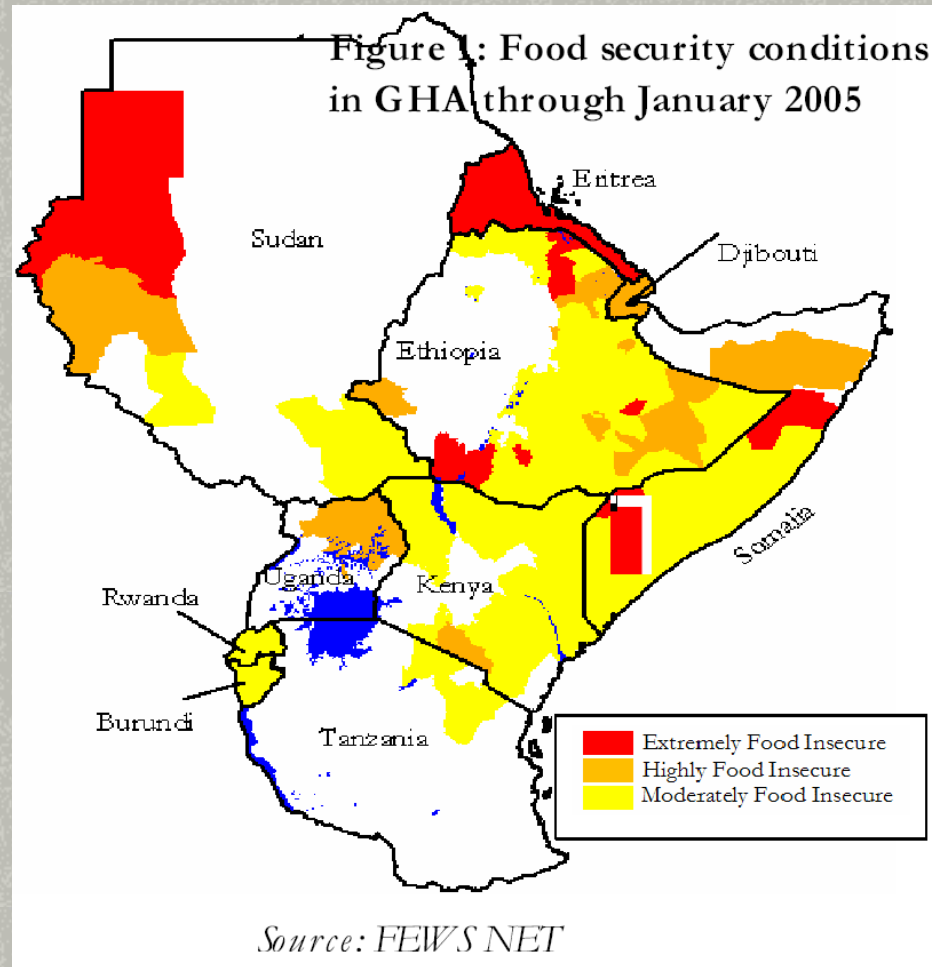 Figure 1: Food security conditions
in GHA through January 2005
Eritrea
Sudan
Djibouti
Ethiopia
Somalia
Uganda
Kenya
Rwanda
Burundi
Tanzania
Extremely Food Insecure
Highly Food Insecure
Moderately Food Insecure
Source: FEWS NET